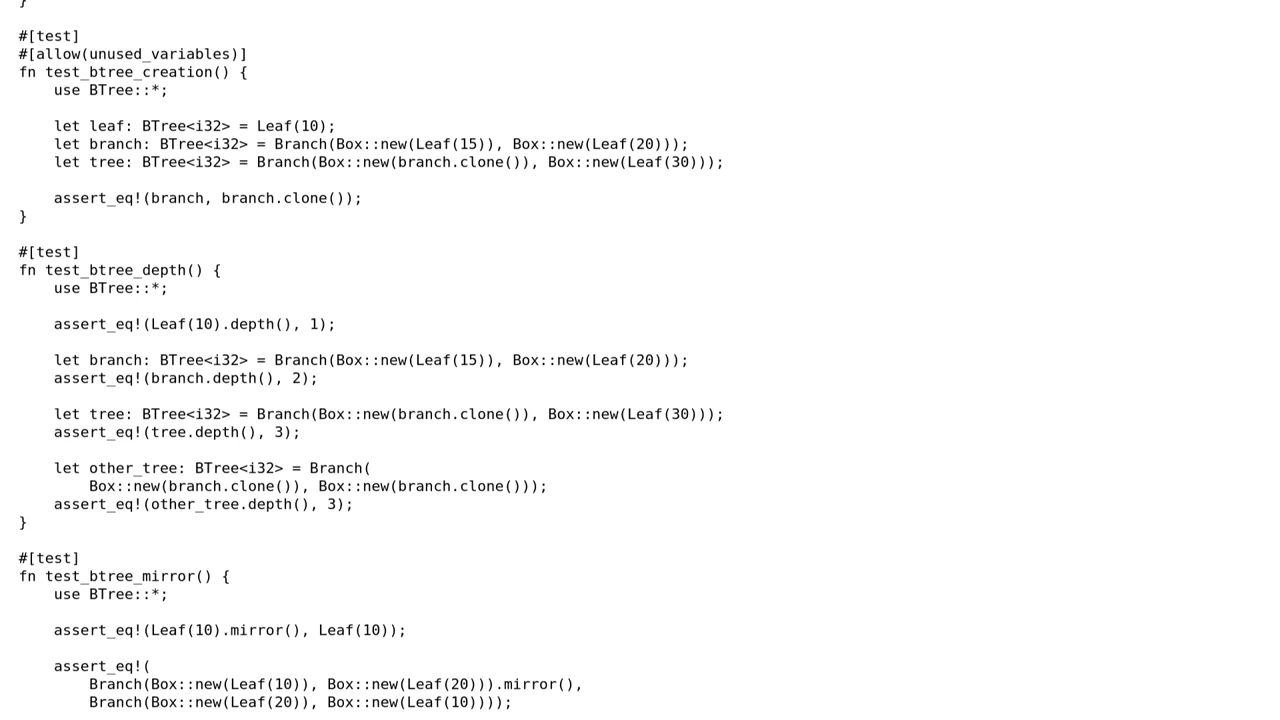 }
#[test]
#[allow(unused_variables)]
fn test_btree_creation() {
    use BTree::*;
    let leaf: BTree<i32> = Leaf(10);
    let branch: BTree<i32> = Branch(Box::new(Leaf(15)), Box::new(Leaf(20)));
    let tree: BTree<i32> = Branch(Box::new(branch.clone()), Box::new(Leaf(30)));
    assert_eq!(branch, branch.clone());
}
#[test]
fn test_btree_depth() {
    use BTree::*;
    assert_eq!(Leaf(10).depth(), 1);
    let branch: BTree<i32> = Branch(Box::new(Leaf(15)), Box::new(Leaf(20)));
    assert_eq!(branch.depth(), 2);
    let tree: BTree<i32> = Branch(Box::new(branch.clone()), Box::new(Leaf(30)));
    assert_eq!(tree.depth(), 3);
    let other_tree: BTree<i32> = Branch(
        Box::new(branch.clone()), Box::new(branch.clone()));
    assert_eq!(other_tree.depth(), 3);
}
#[test]
fn test_btree_mirror() {
    use BTree::*;
    assert_eq!(Leaf(10).mirror(), Leaf(10));
    assert_eq!(
        Branch(Box::new(Leaf(10)), Box::new(Leaf(20))).mirror(),
        Branch(Box::new(Leaf(20)), Box::new(Leaf(10))));